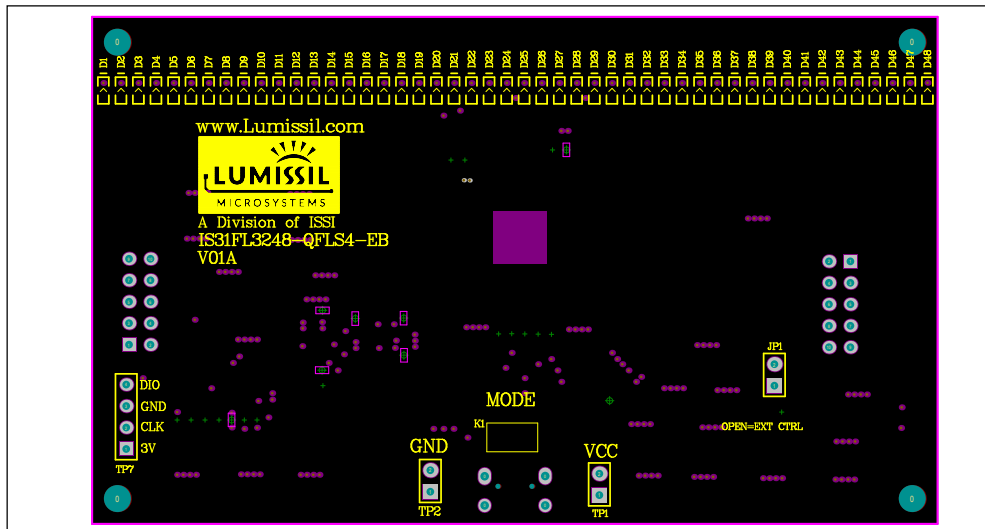 D1 D2 D3 D4 D5 D6 D7 D8 D9 D10 D11 D12 D13 D14 D15 D16 D17 D18 D19 D20 D21 D22 D23 D24 D25 D26 D27 D28 D29 D30 D31 D32 D33 D34 D35 D36 D37 D38 D39 D40 D41 D42 D43 D44 D45 D46 D47 D48
www.Lumissil.com
LUMISSIL
MICROSYSTEMS
A Division of ISSI
IS31FL3248-QFLS4-EB
V01A
JP1
DIO
GND
CLK
3V
TP7
MODE
K1
OPEN=EXT CTRL
GND
TP2
VCC
TP1